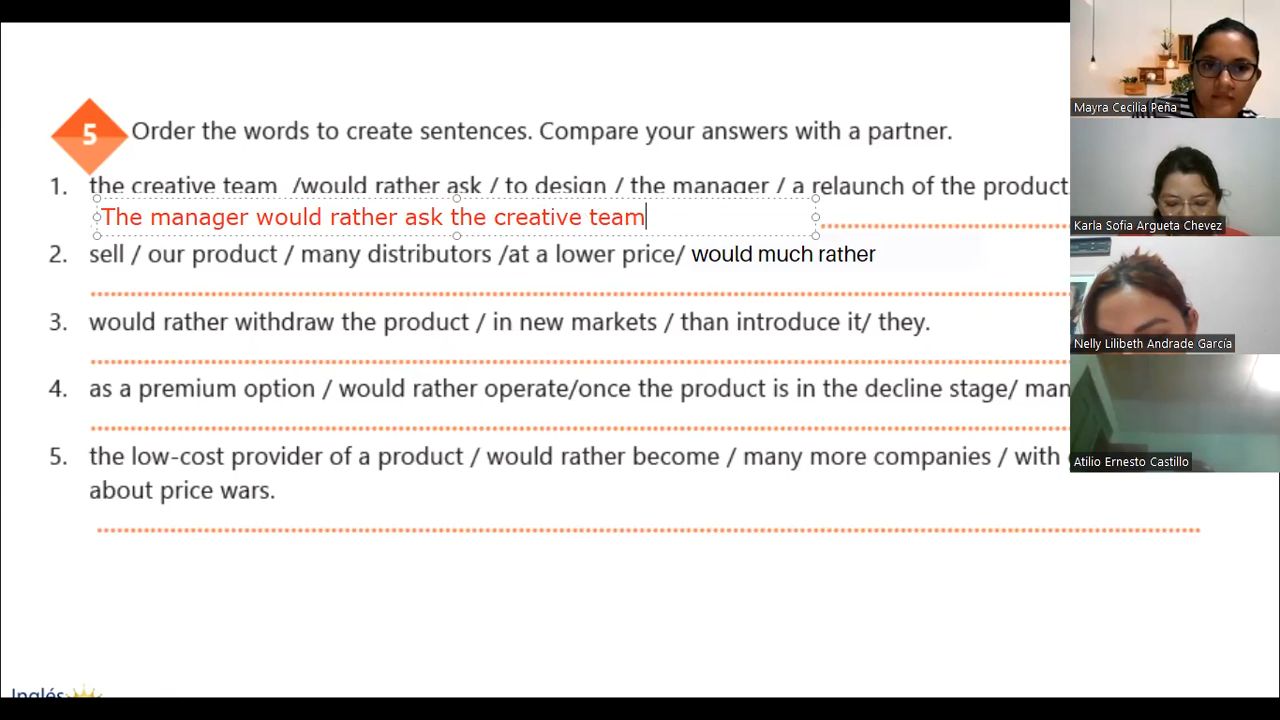 5
Order the words to create sentences. Compare your answers with a partner.
1. the creative team /would rather ask / to design / the manager / a relaunch of the product
The manager would rather ask the creative team
2. sell / our product / many distributors /at a lower price/ would much rather
3. would rather withdraw the product / in new markets / than introduce it/ they.
4. as a premium option / would rather operate/once the product is in the decline stage/ man
5. the low-cost provider of a product / would rather become / many more companies / with
about price wars.
Inglés
Mayra Cecilia Peña
Karla Sofia Argueta Chevez
Nelly Lilibeth Andrade García
Atilio Ernesto Castillo